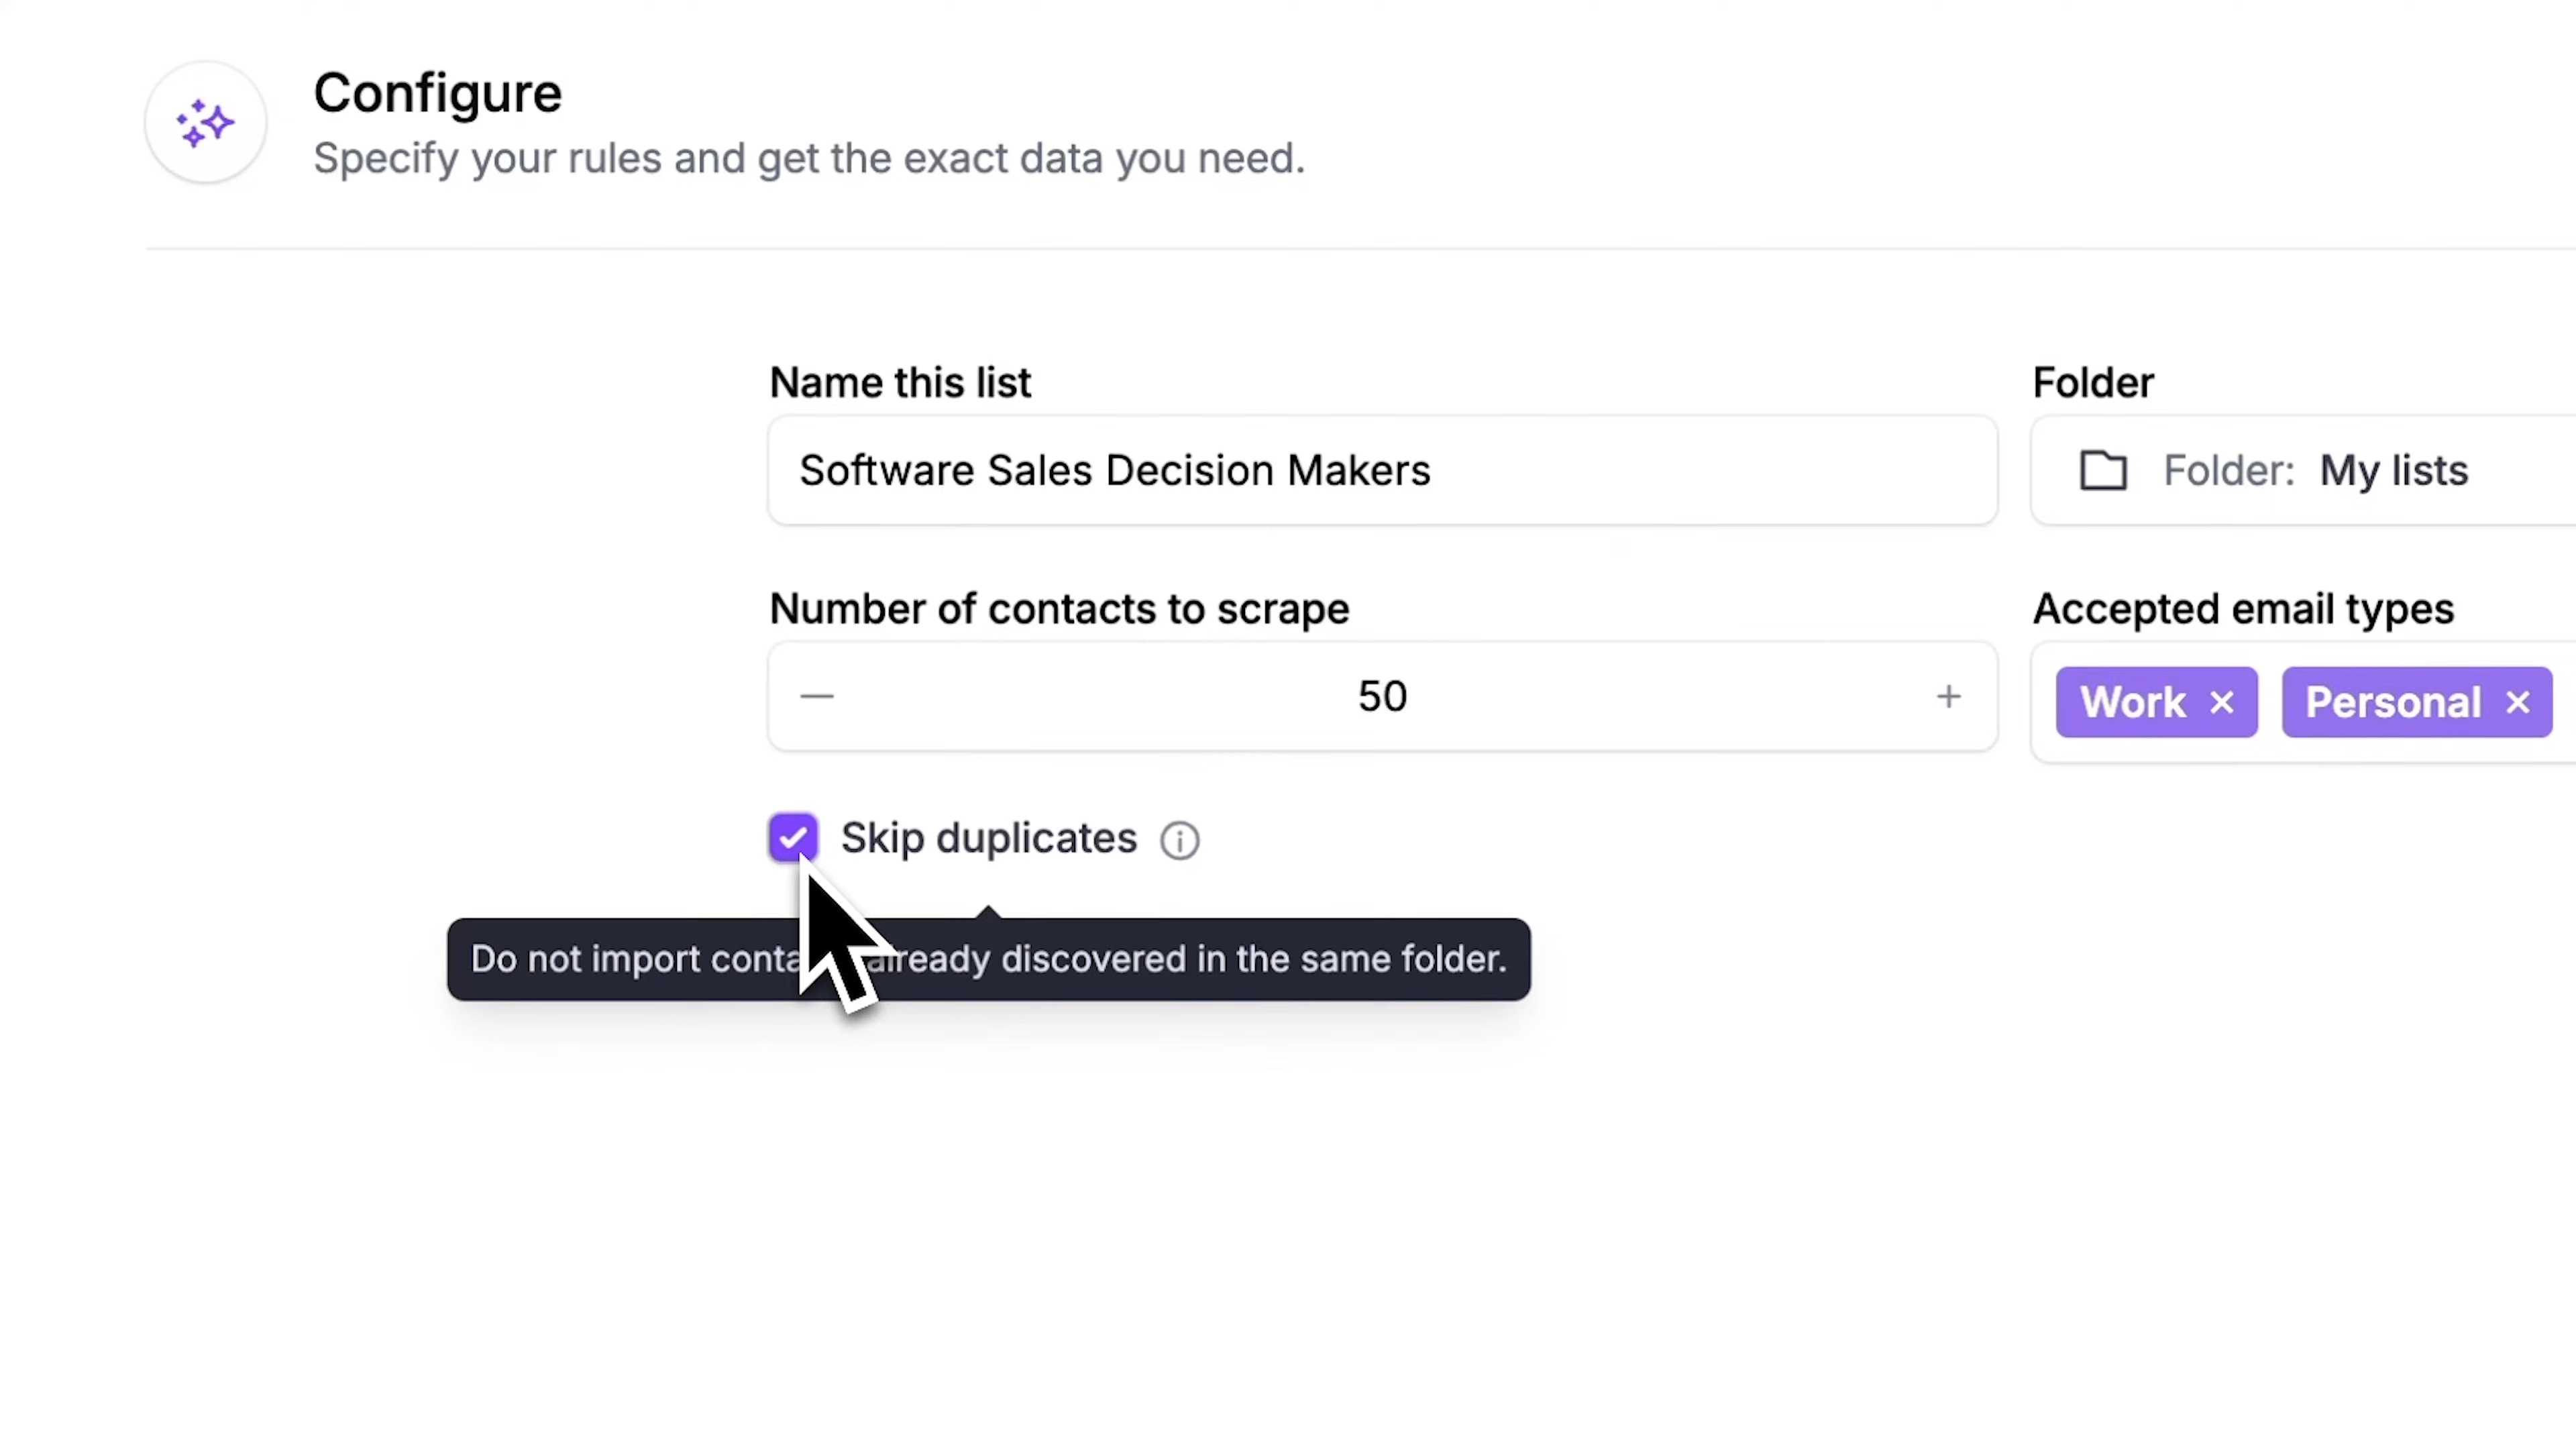 Configure
Specify your rules and get the exact data you need.
Name this list
Software Sales Decision Makers
Folder
Folder: My lists
Number of contacts to scrape
50
Accepted email types
Work
Personal
Skip duplicates
Do not import already discovered in the same folder.